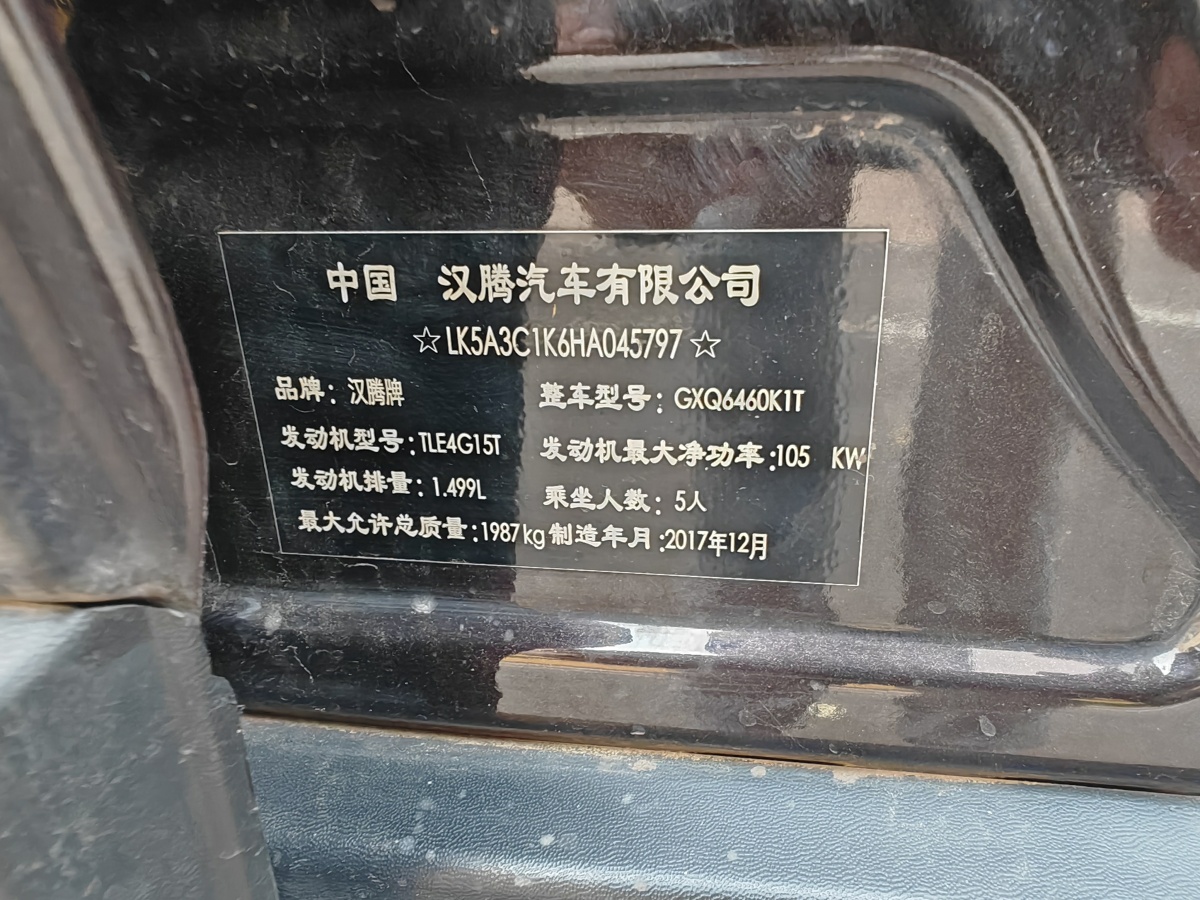 中国 汉腾汽车有限公司
☆LK5A3C1K6HA045797☆
品牌：汉腾牌 整车型号：GXQ6460K1T
发动机型号：TLE4G15T 发动机最大净功率：105 KW
发动机排量：1.499L 乘坐人数：5人
最大允许总质量：1987kg 制造年月：2017年12月